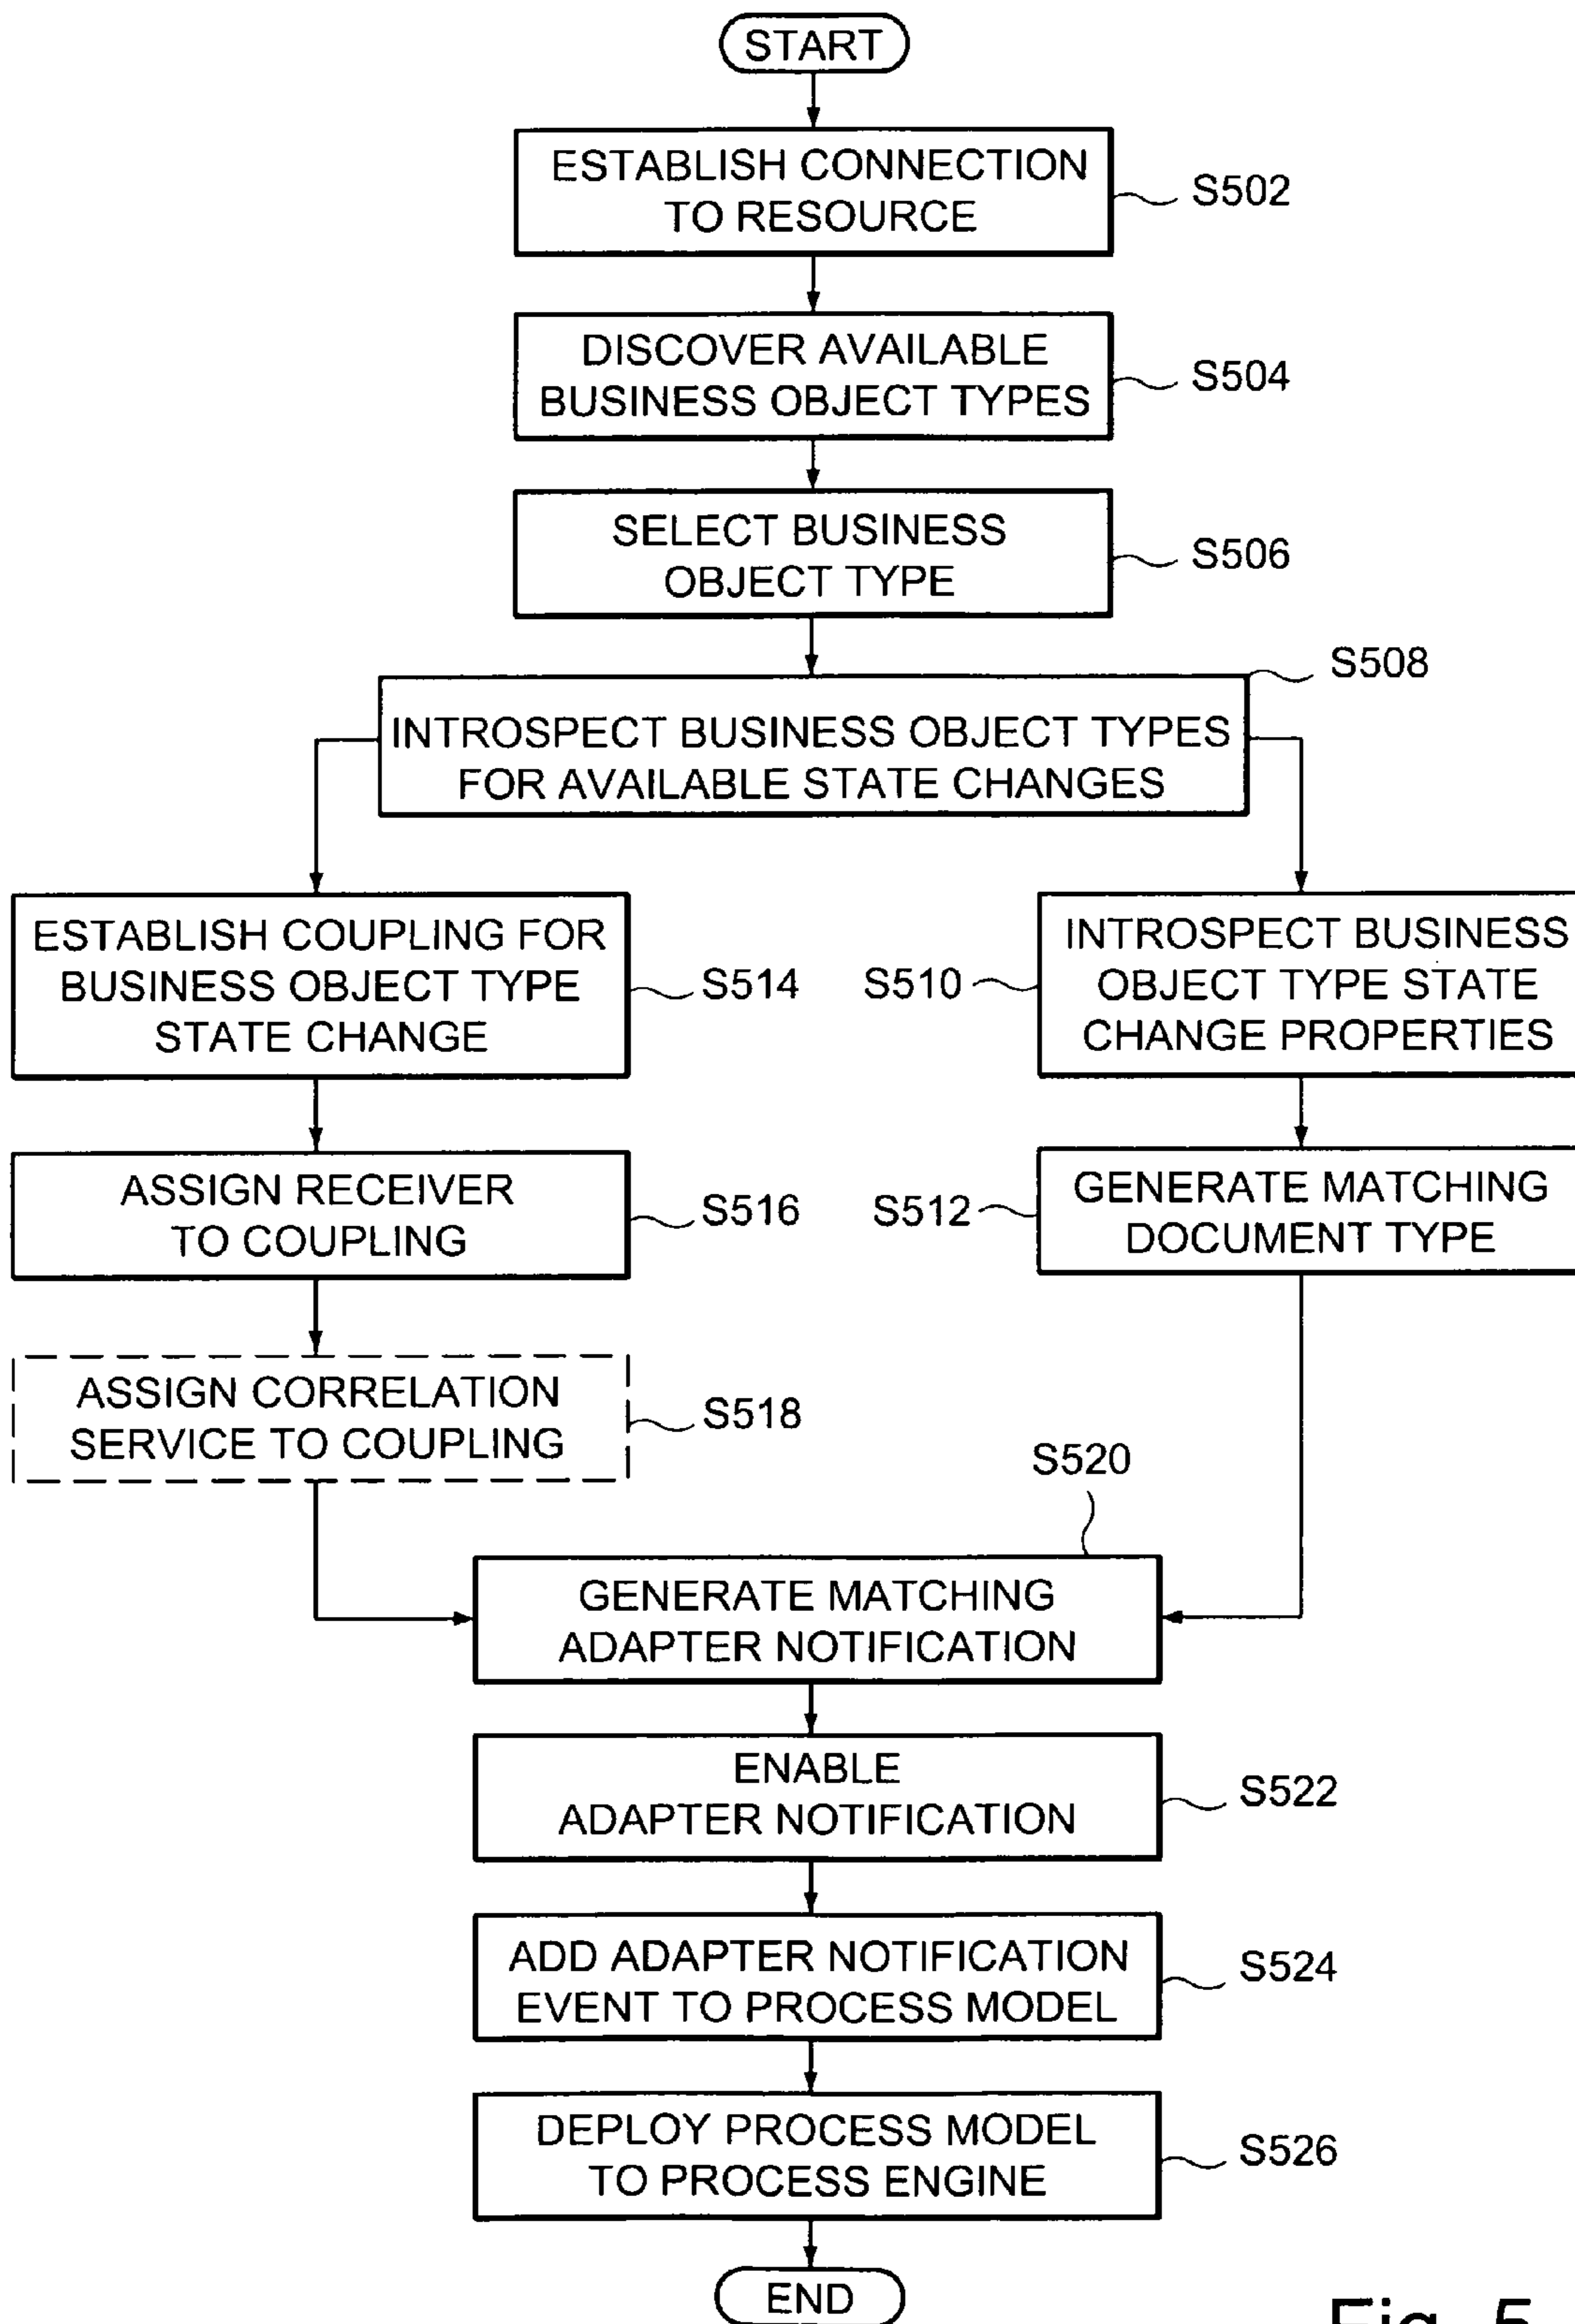 START
ESTABLISH CONNECTION
TO RESOURCE
S502
DISCOVER AVAILABLE
BUSINESS OBJECT TYPES
S504
SELECT BUSINESS
OBJECT TYPE
S506
S508
INTROSPECT BUSINESS OBJECT TYPES
FOR AVAILABLE STATE CHANGES
ESTABLISH COUPLING FOR
BUSINESS OBJECT TYPE
STATE CHANGE
S514
S510
INTROSPECT BUSINESS
OBJECT TYPE STATE
CHANGE PROPERTIES
ASSIGN RECEIVER
TO COUPLING
S516
S512
GENERATE MATCHING
DOCUMENT TYPE
ASSIGN CORRELATION
SERVICE TO COUPLING
S518
S520
GENERATE MATCHING
ADAPTER NOTIFICATION
ENABLE
ADAPTER NOTIFICATION
S522
ADD ADAPTER NOTIFICATION
EVENT TO PROCESS MODEL
S524
DEPLOY PROCESS MODEL
TO PROCESS ENGINE
S526
END
Fig. 5